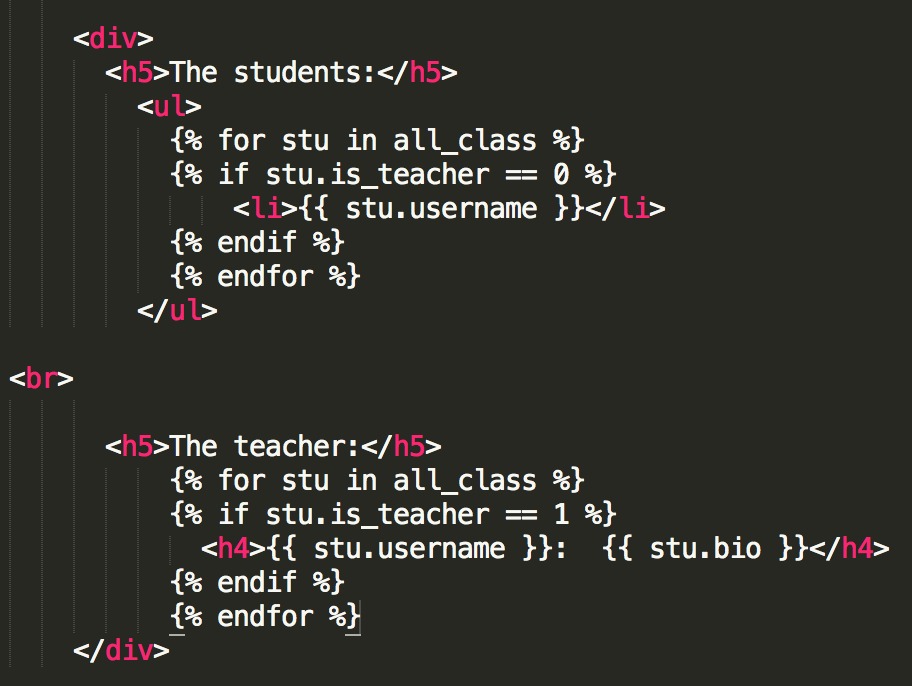 <div>
<h5>The students:</h5>
<ul>
{% for stu in all_class %}
{% if stu.is_teacher == 0 %}
<li>{{ stu.username }}</li>
{% endif %}
{% endfor %}
</ul>
<br>
<h5>The teacher:</h5>
{% for stu in all_class %}
{% if stu.is_teacher == 1 %}
<h4>{{ stu.username }}:  {{ stu.bio }}</h4>
{% endif %}
{% endfor %}
</div>